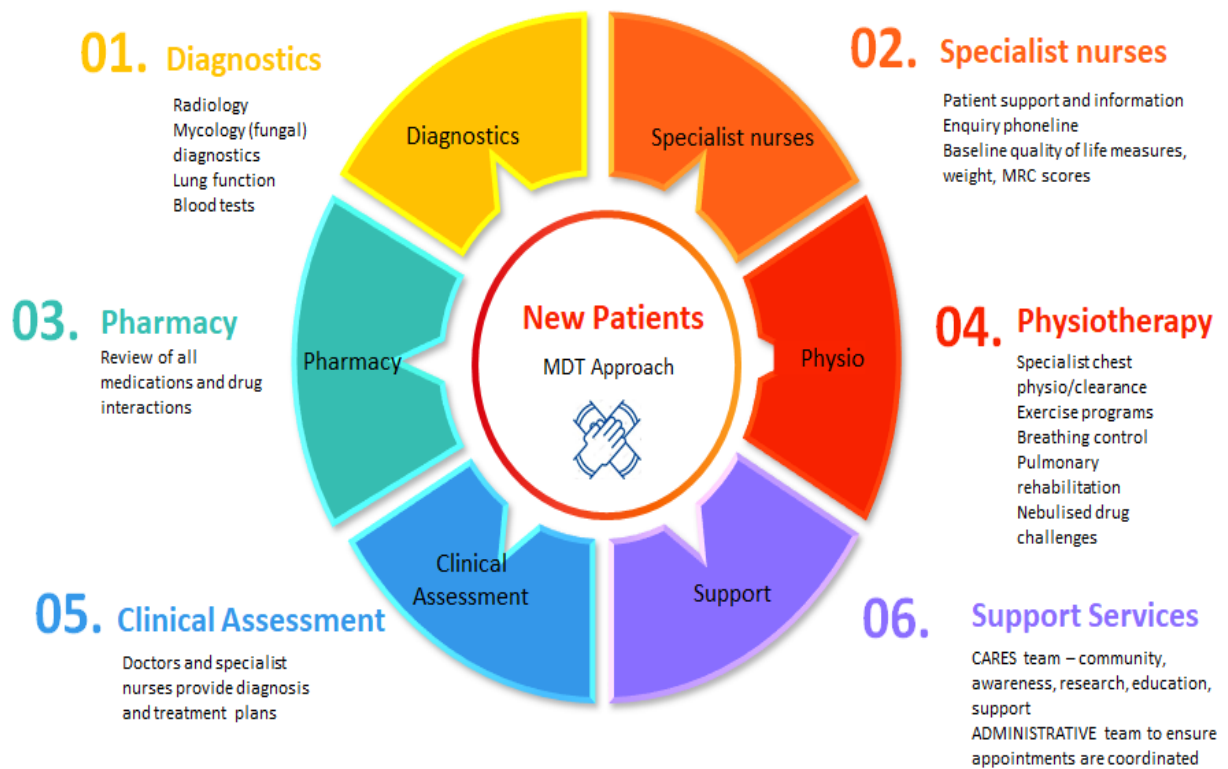 01. Diagnostics
Radiology
Mycology (fungal)
diagnostics
Lung function
Blood tests
02. Specialist nurses
Patient support and information
Enquiry phoneline
Baseline quality of life measures,
weight, MRC scores
Diagnostics
Specialist nurses
03. Pharmacy
Review of all
medications and drug
interactions
Pharmacy
New Patients
MDT Approach
Physio
04. Physiotherapy
Specialist chest
physio/clearance
Exercise programs
Breathing control
Pulmonary
rehabilitation
Nebulised drug
challenges
Clinical
Assessment
Support
05. Clinical Assessment
Doctors and specialist
nurses provide diagnosis
and treatment plans
06. Support Services
CARES team – community,
awareness, research, education,
support
ADMINISTRATIVE team to ensure
appointments are coordinated